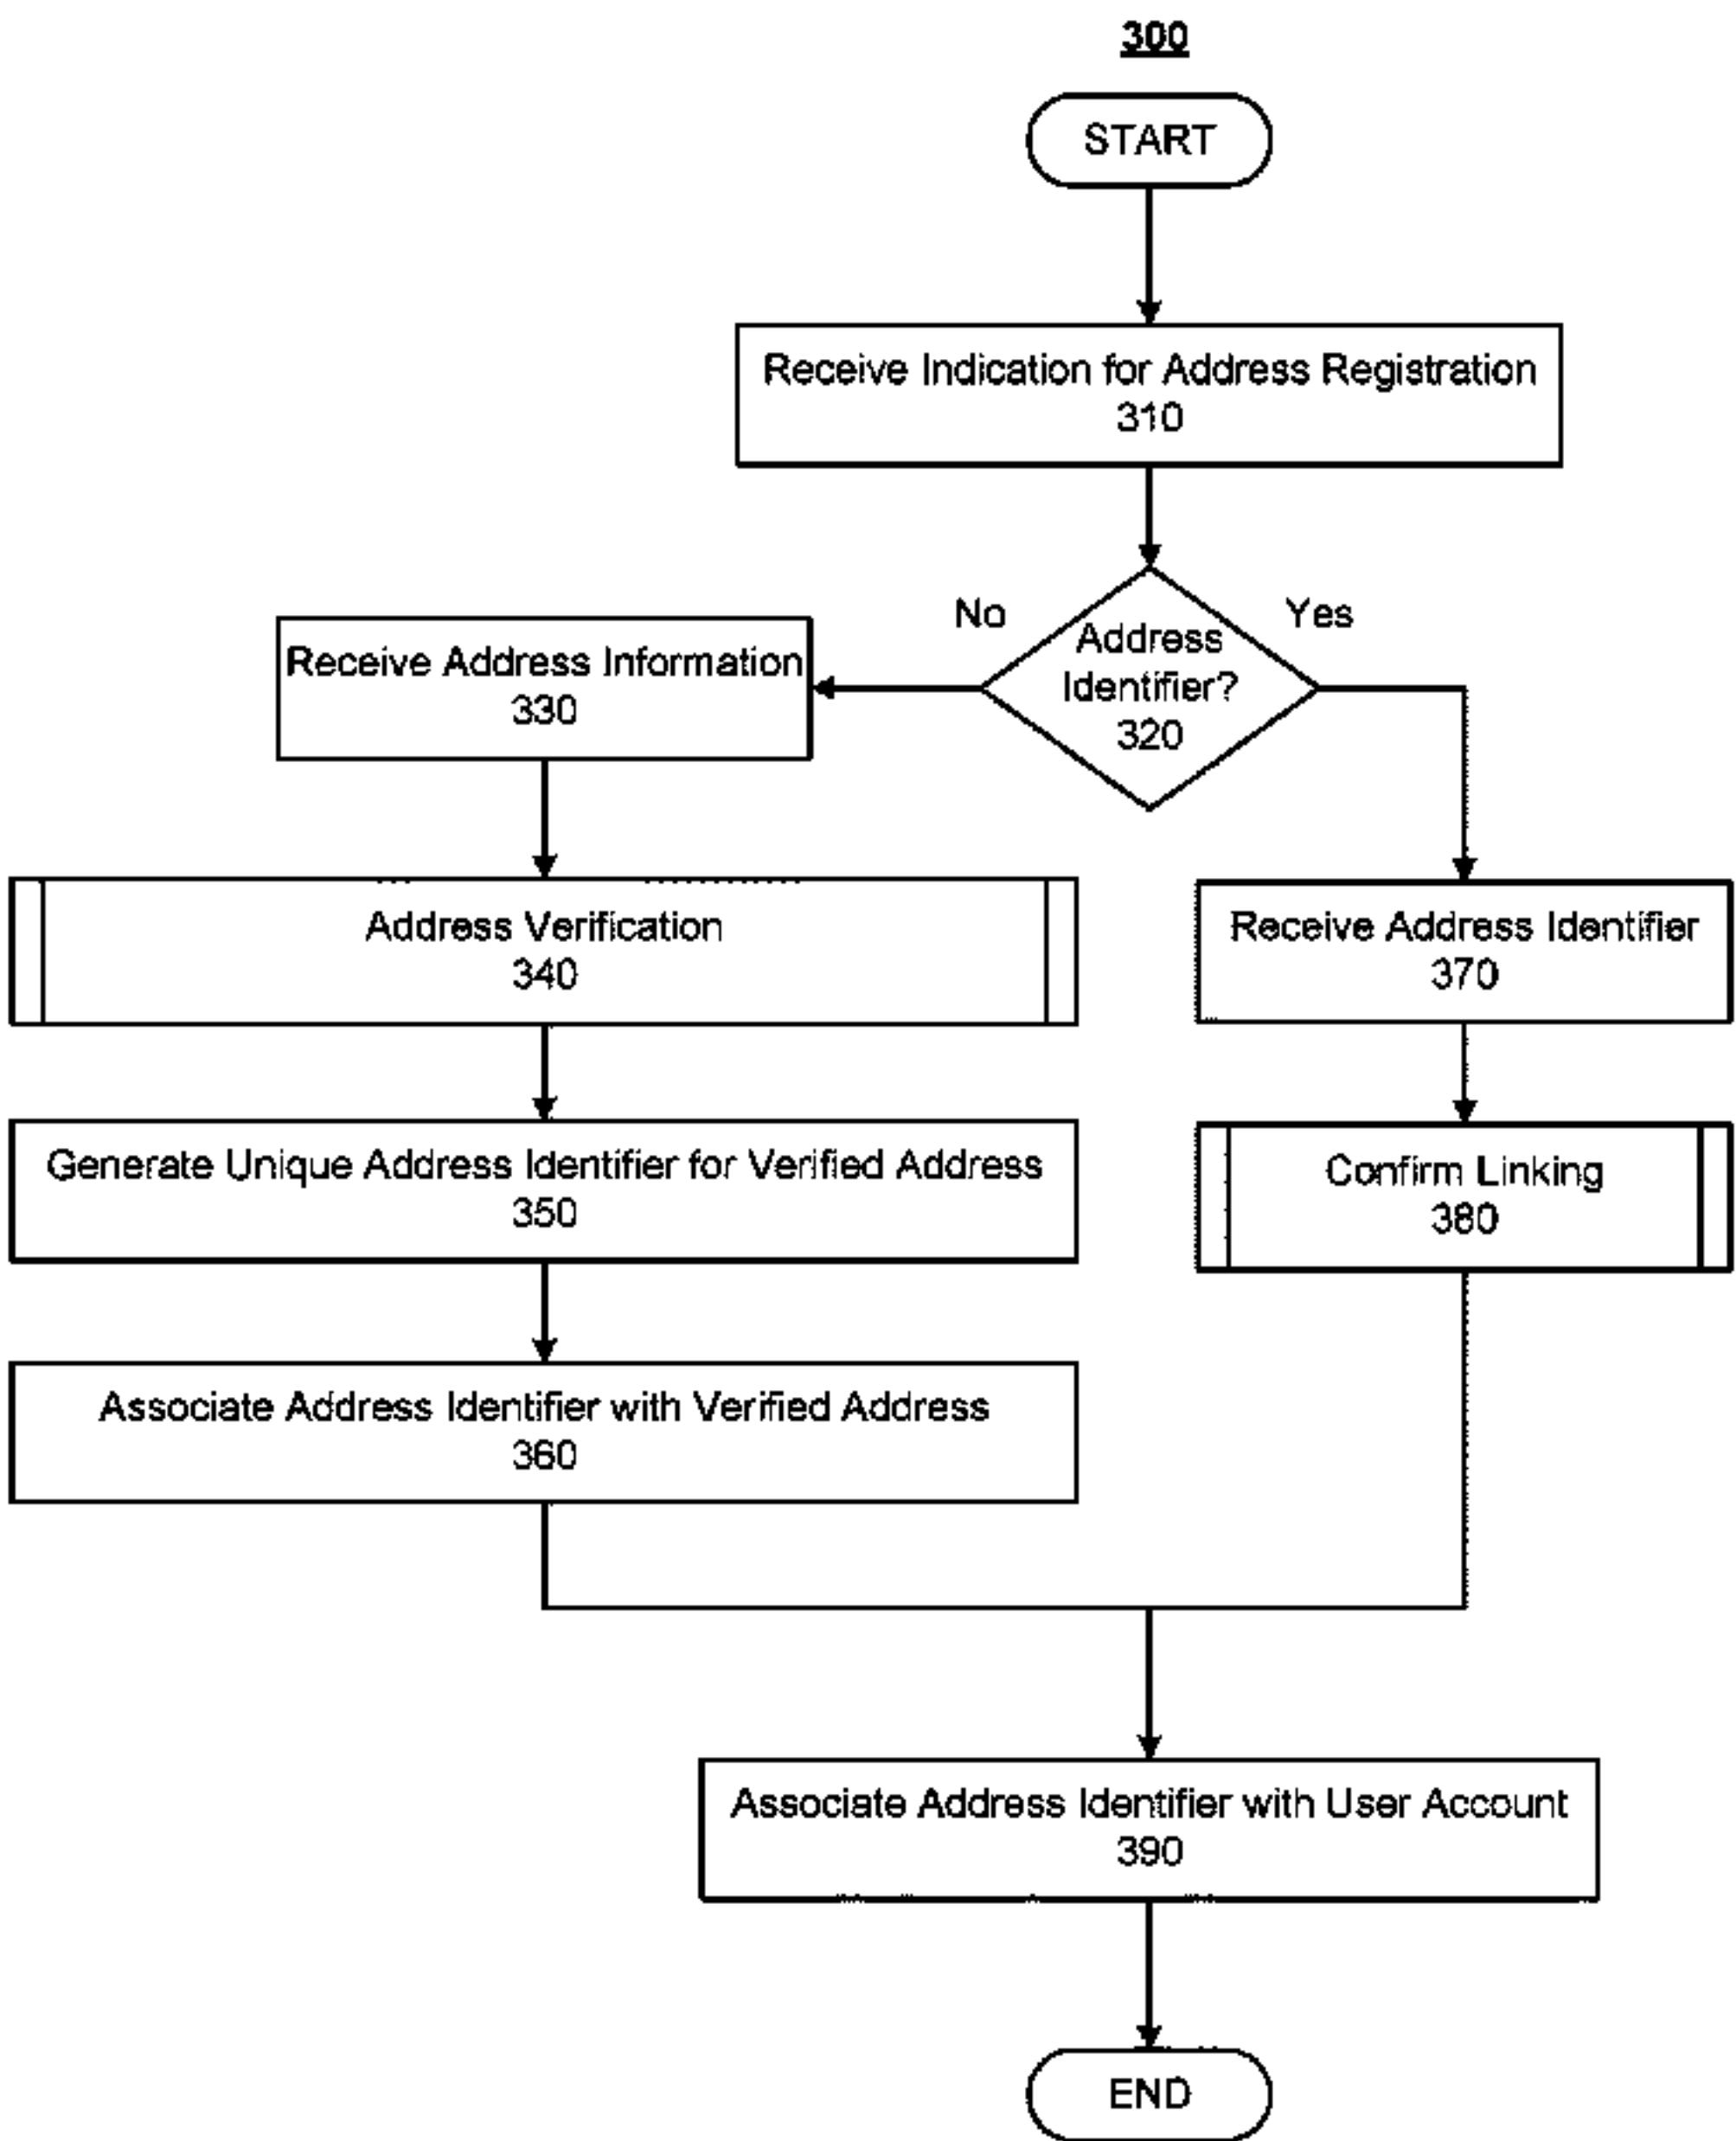 300
START
Receive Indication for Address Registration
310
No
Yes
Address
Identifier?
320
Receive Address Information
330
Address Verification
340
Receive Address Identifier
370
Generate Unique Address Identifier for Verified Address
350
Confirm Linking
380
Associate Address Identifier with Verified Address
360
Associate Address Identifier with User Account
390
END